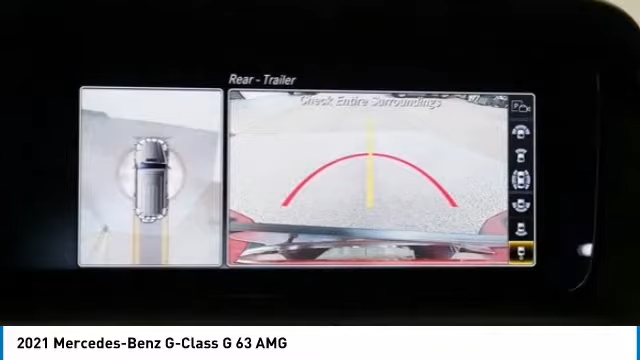 Rear - Trailer
Check Entire Surroundings
P
2021 Mercedes-Benz G-Class G 63 AMG